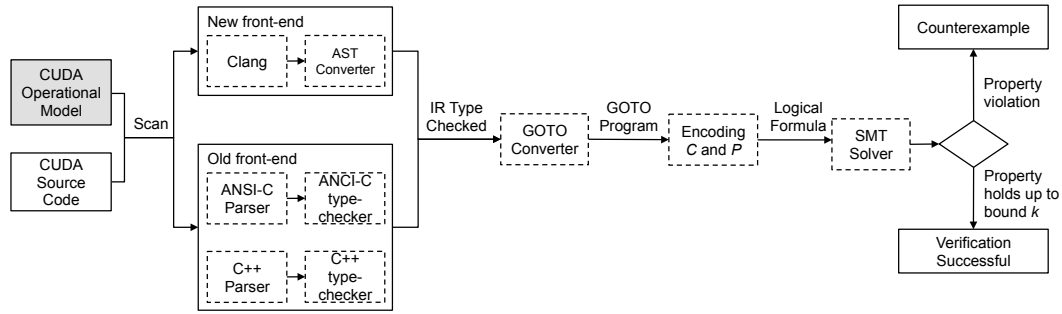 CUDA
Operational
Model
CUDA
Source
Code
Scan
New front-end
Clang
AST
Converter
Old front-end
ANSI-C
Parser
ANCI-C
type-
checker
C++
Parser
C++
type-
checker
IR Type
Checked
GOTO
Converter
GOTO
Program
Encoding
C and P
Logical
Formula
SMT
Solver
Counterexample
Property
violation
Property
holds up to
bound k
Verification
Successful